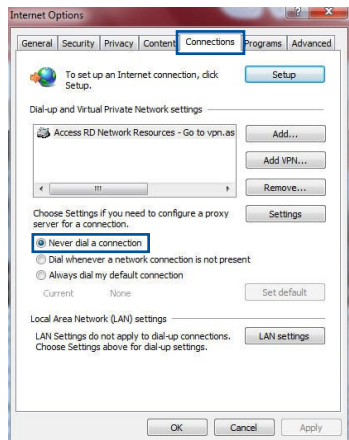 Internet Options
General Security Privacy Content Connections Programs Advanced
To set up an Internet connection, click
Setup.
Setup
Dial-up and Virtual Private Network settings
Access RD Network Resources - Go to vpn.as
Add...
Add VPN...
Remove...
Choose Settings if you need to configure a proxy
server for a connection.
Settings
Never dial a connection
Dial whenever a network connection is not present
Always dial my default connection
Current None
Set default
Local Area Network (LAN) settings
LAN Settings do not apply to dial-up connections.
Choose Settings above for dial-up settings.
LAN settings
OK Cancel Apply